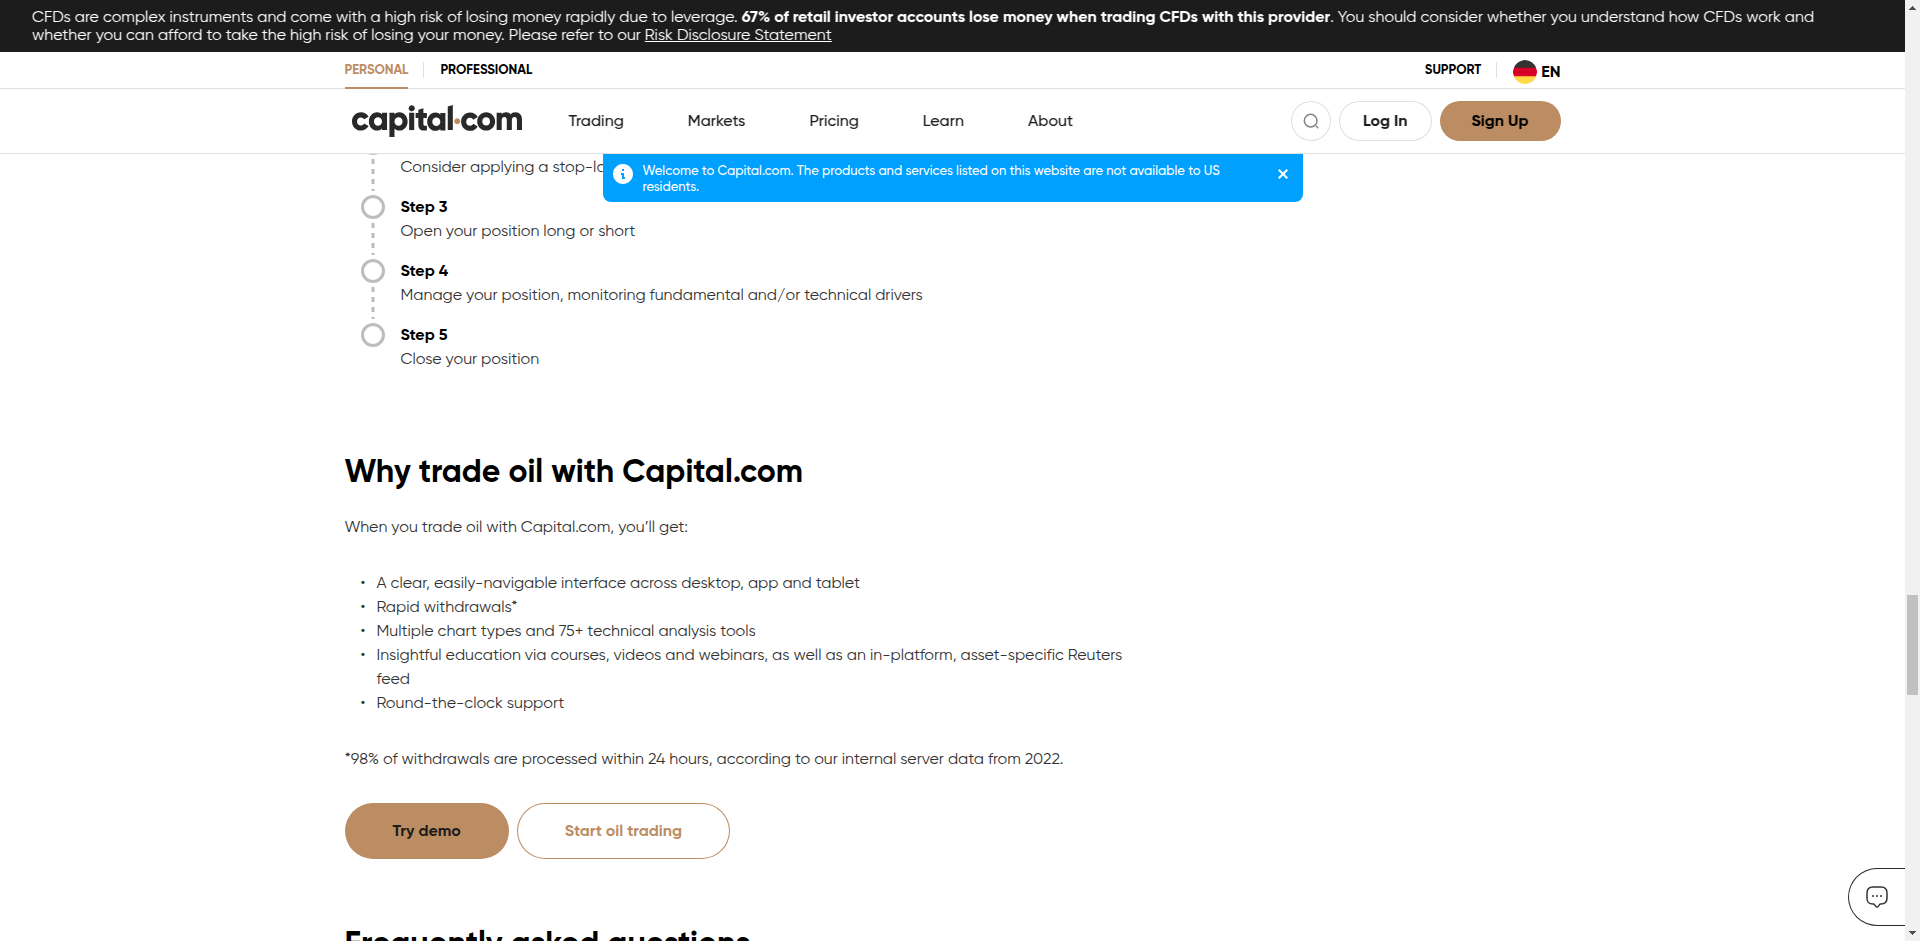 CFDs are complex instruments and come with a high risk of losing money rapidly due to leverage. 67% of retail investor accounts lose money when trading CFDs with this provider. You should consider whether you understand how CFDs work and
whether you can afford to take the high risk of losing your money. Please refer to our Risk Disclosure Statement
PERSONAL PROFESSIONAL SUPPORT EN
capital.com Trading Markets Pricing Learn About Log In Sign Up
Welcome to Capital.com. The products and services listed on this website are not available to US
residents.
Consider applying a
Step 3
Open your position long or short
Step 4
Manage your position, monitoring fundamental and/or technical drivers
Step 5
Close your position
Why trade oil with Capital.com
When you trade oil with Capital.com, you’ll get:
• A clear, easily-navigable interface across desktop, app and tablet
• Rapid withdrawals*
• Multiple chart types and 75+ technical analysis tools
• Insightful education via courses, videos and webinars, as well as an in-platform, asset-specific Reuters
feed
• Round-the-clock support
*98% of withdrawals are processed within 24 hours, according to our internal server data from 2022.
Try demo Start oil trading
Frequently asked questions